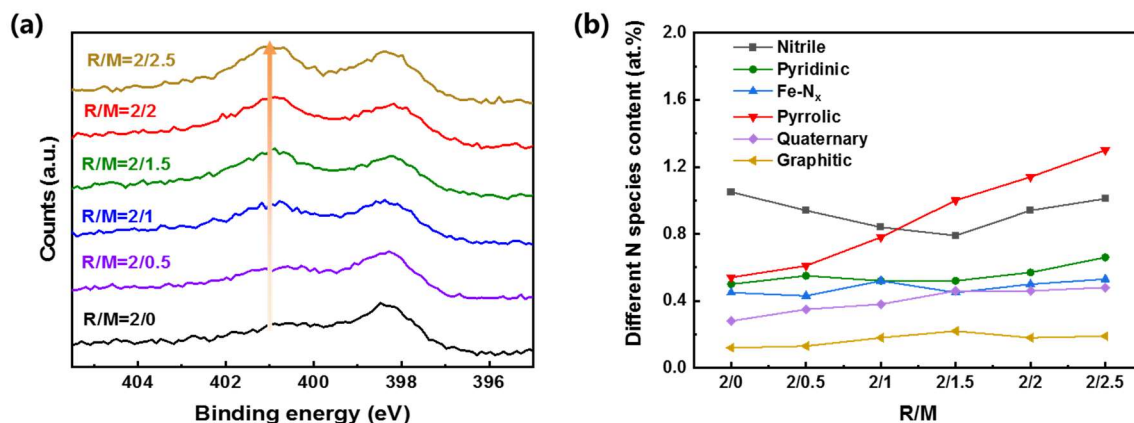 (a)
R/M=2/2.5
R/M=2/2
R/M=2/1.5
R/M=2/1
R/M=2/0.5
R/M=2/0
Counts (a.u.)
404 402 400 398 396
Binding energy (eV)
(b)
Different N species content (at.%)
2.0
1.6
1.2
0.8
0.4
0.0
Nitrile
Pyridinic
Fe-Nx
Pyrrolic
Quaternary
Graphitic
2/0 2/0.5 2/1 2/1.5 2/2 2/2.5
R/M